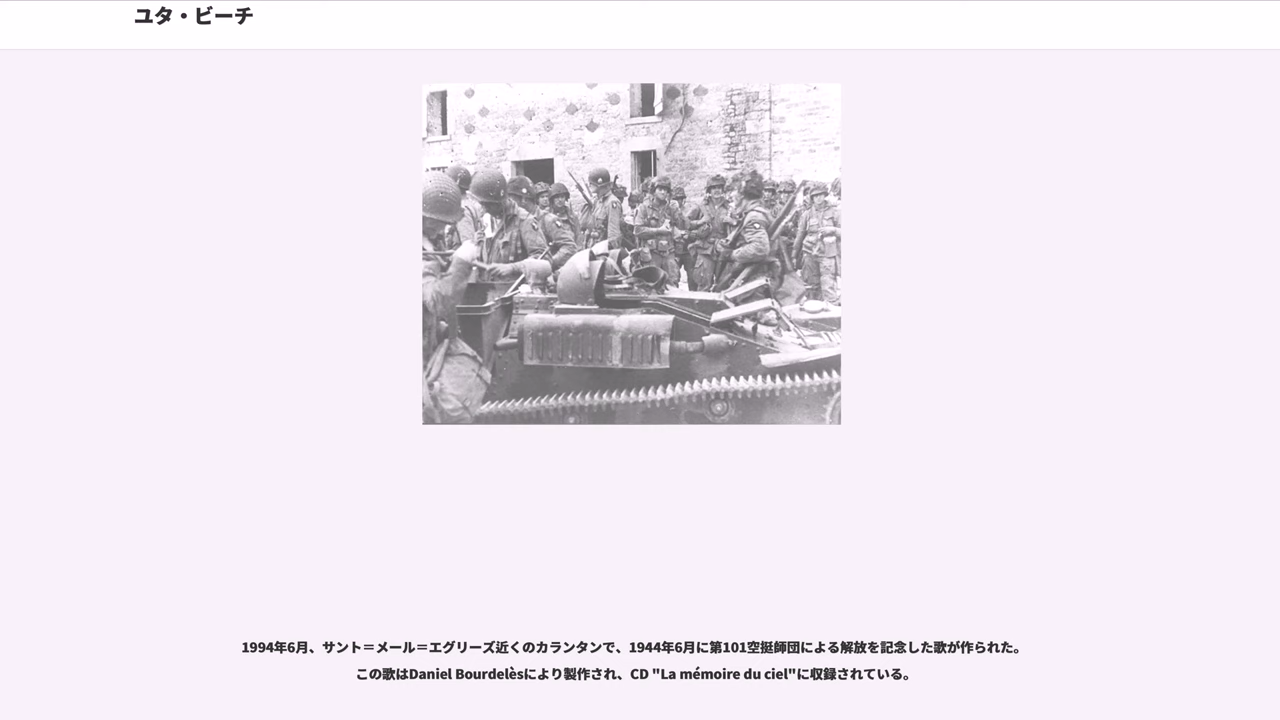 ユタ・ビーチ
1994年6月、サント＝メール＝エグリーズ近くのカランタンで、1944年6月に第101空挺師団による解放を記念した歌が作られた。
この歌はDaniel Bourdelèsにより製作され、CD "La mémoire du ciel"に収録されている。